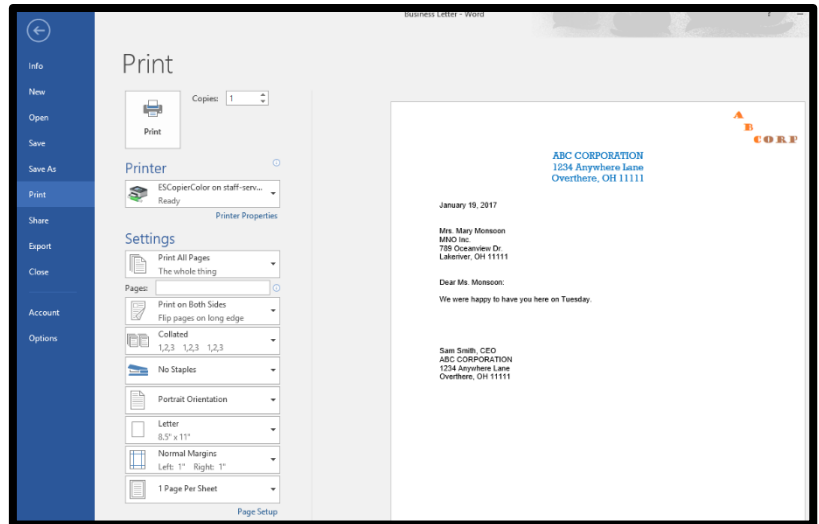 Business Letter - Word
?
Info
New
Open
Save
Save As
Print
Share
Export
Close
Account
Options
Print
Copies: 1
Print
Printer
ESCopierColor on staff-serv...
Ready
Printer Properties
Settings
Print All Pages
The whole thing
Pages:
Print on Both Sides
Flip pages on long edge
Collated
1,2,3 1,2,3 1,2,3
No Staples
Portrait Orientation
Letter
8.5" x 11"
Normal Margins
Left: 1" Right: 1"
1 Page Per Sheet
Page Setup
A
B
CORP
ABC CORPORATION
1234 Anywhere Lane
Overthere, OH 11111
January 19, 2017
Mrs. Mary Monsoon
MNO Inc.
789 Oceanview Dr.
Lakeriver, OH 11111
Dear Ms. Monsoon:
We were happy to have you here on Tuesday.
Sam Smith, CEO
ABC CORPORATION
1234 Anywhere Lane
Overthere, OH 11111